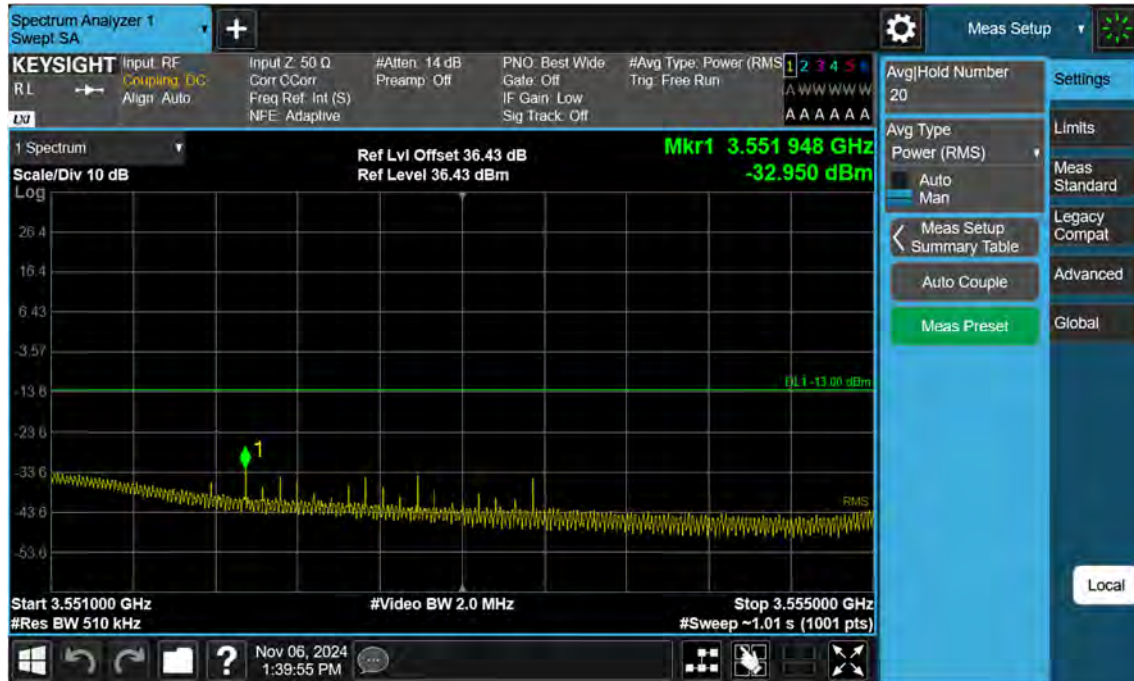 Spectrum Analyzer 1
Swept SA
+
Meas Setup
KEYSIGHT
RL
LXI
Input: RF
Coupling: DC
Align: Auto
Input Z: 50 Ω
Corr CCorr
Freq Ref: Int (S)
NFE: Adaptive
#Atten: 14 dB
Preamp: Off
PNO: Best Wide
Gate: Off
IF Gain: Low
Sig Track: Off
#Avg Type: Power (RMS
Trig: Free Run
1 2 3 4 5 6
A W W W W W
A A A A A A
1 Spectrum
Scale/Div 10 dB
Log
Ref Lvl Offset 36.43 dB
Ref Level 36.43 dBm
Mkr1 3.551 948 GHz
-32.950 dBm
26.4
16.4
6.43
-3.57
-13.6
-23.6
-33.6
-43.6
-53.6
DL1 -13.00 dBm
1
RMS
Start 3.551000 GHz
#Video BW 2.0 MHz
Stop 3.555000 GHz
#Res BW 510 kHz
#Sweep ~1.01 s (1001 pts)
?
Nov 06, 2024
1:39:55 PM
Avg|Hold Number
20
Avg Type
Power (RMS)
Auto
Man
Meas Setup
Summary Table
Auto Couple
Meas Preset
Settings
Limits
Meas
Standard
Legacy
Compat
Advanced
Global
Local